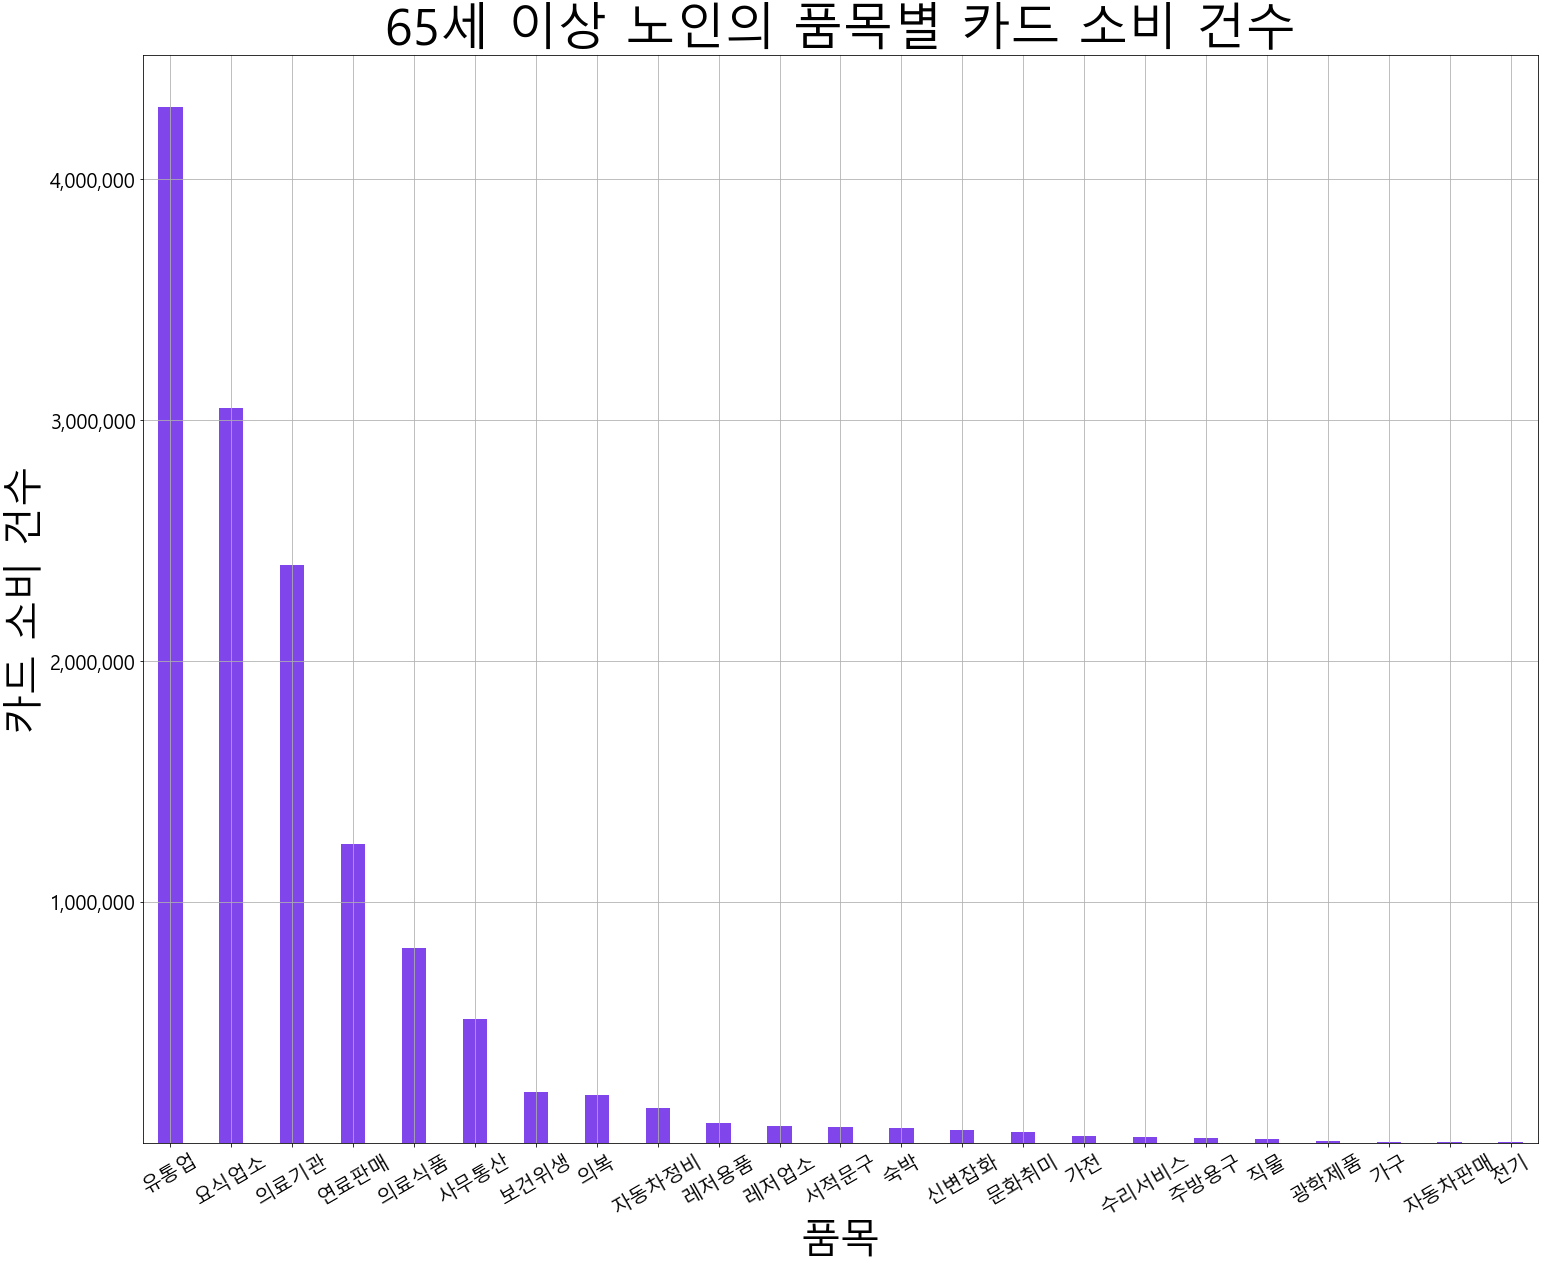 65세 이상 노인의 품목별 카드 소비 건수
카드 소비 건수
4,000,000
3,000,000
2,000,000
1,000,000
유통업
요식업소
의료기관
연료판매
의료식품
사무통산
보건위생
의복
자동차정비
레저용품
레저업소
서적문구
숙박
신변잡화
문화취미
가전
수리서비스
주방용구
직물
광학제품
가구
자동차판매
전기
품목